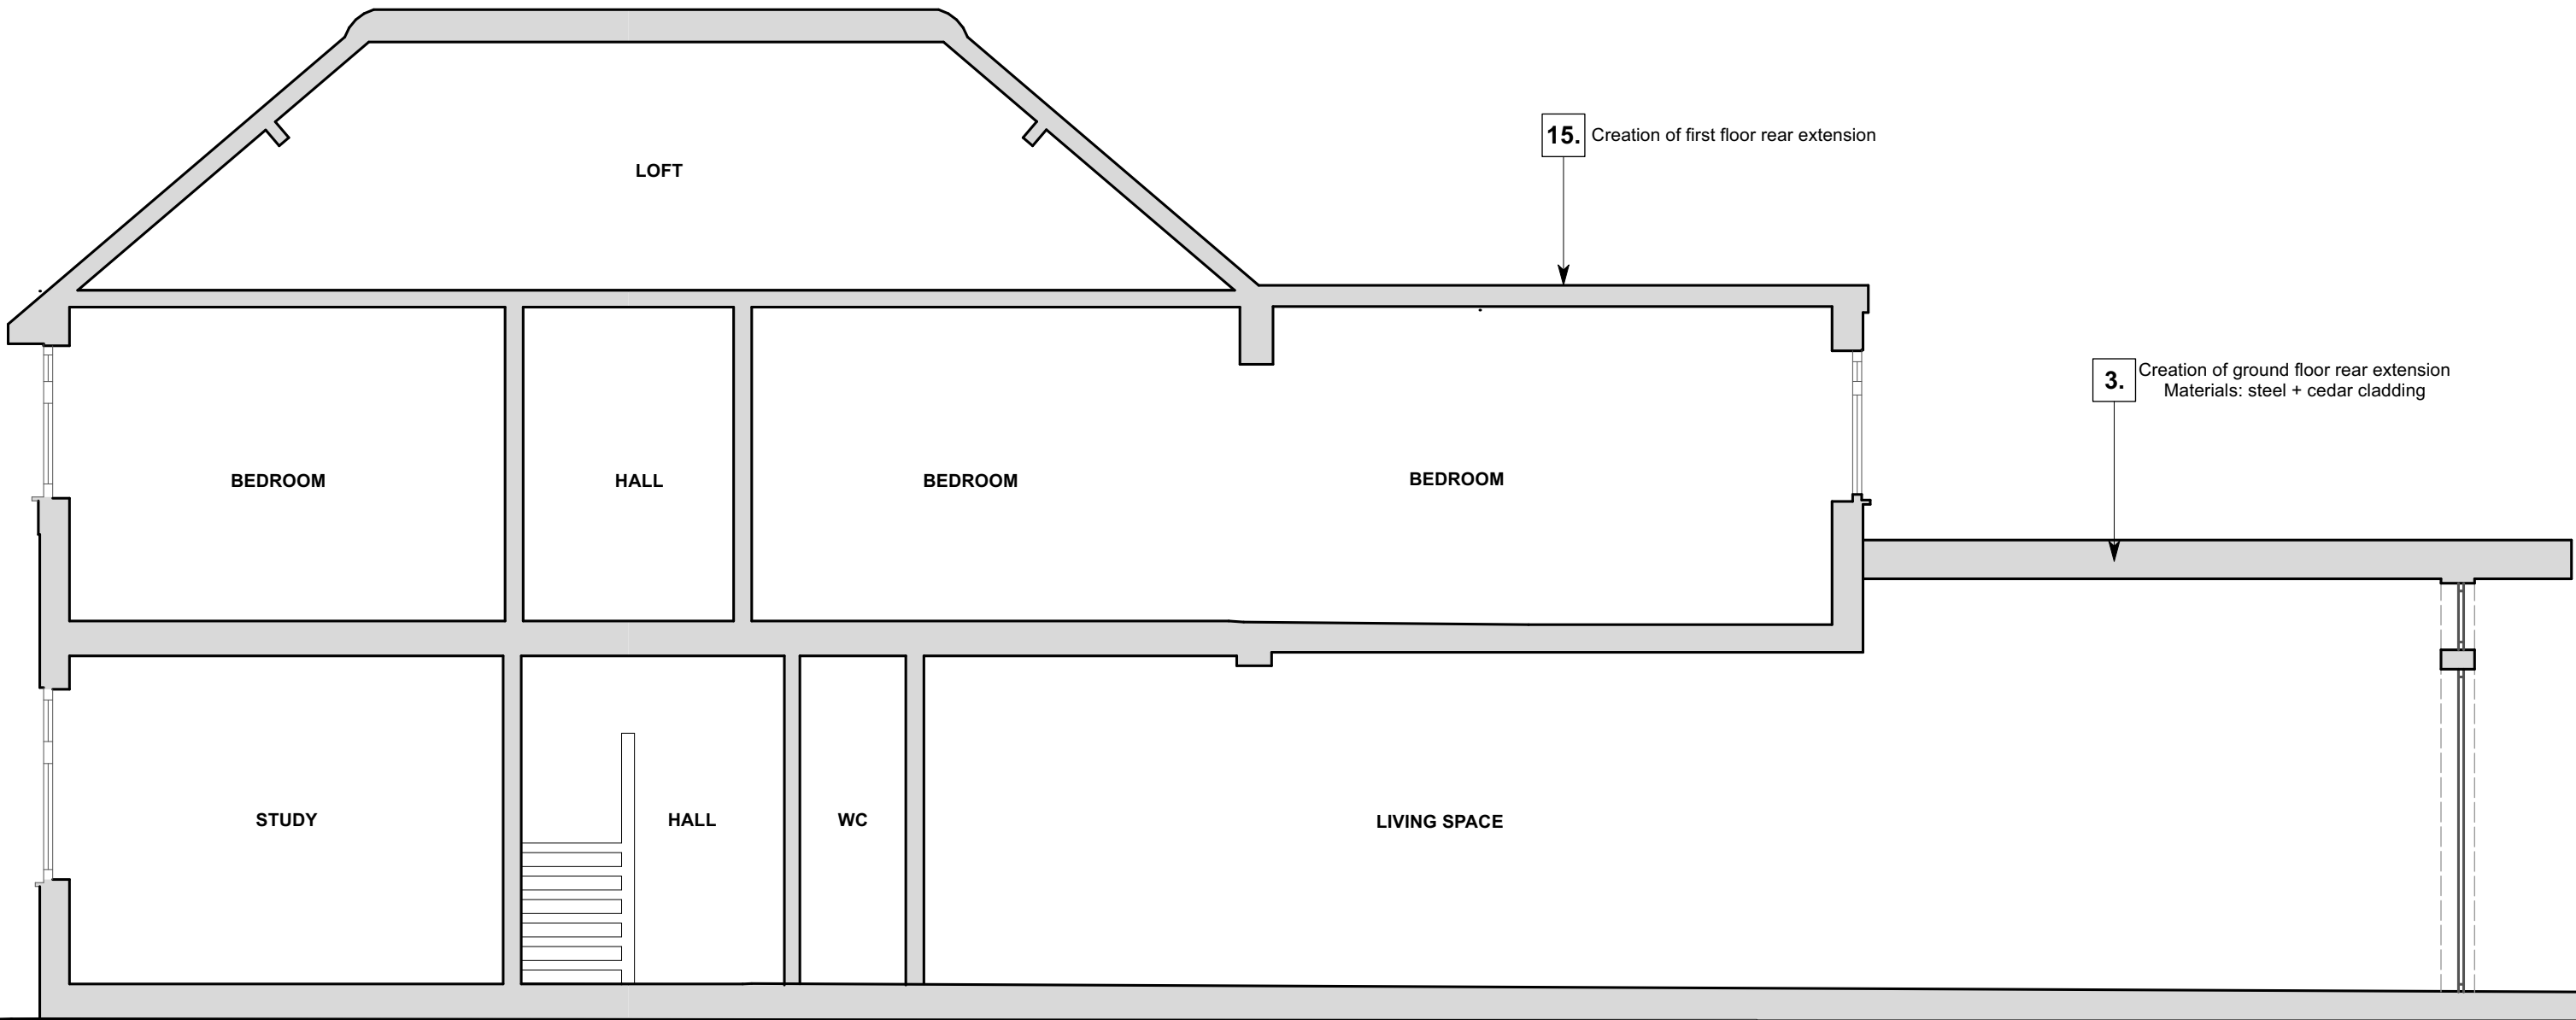 LOFT
15. Creation of first floor rear extension
3. Creation of ground floor rear extension
Materials: steel + cedar cladding
BEDROOM
HALL
BEDROOM
BEDROOM
STUDY
HALL
WC
LIVING SPACE